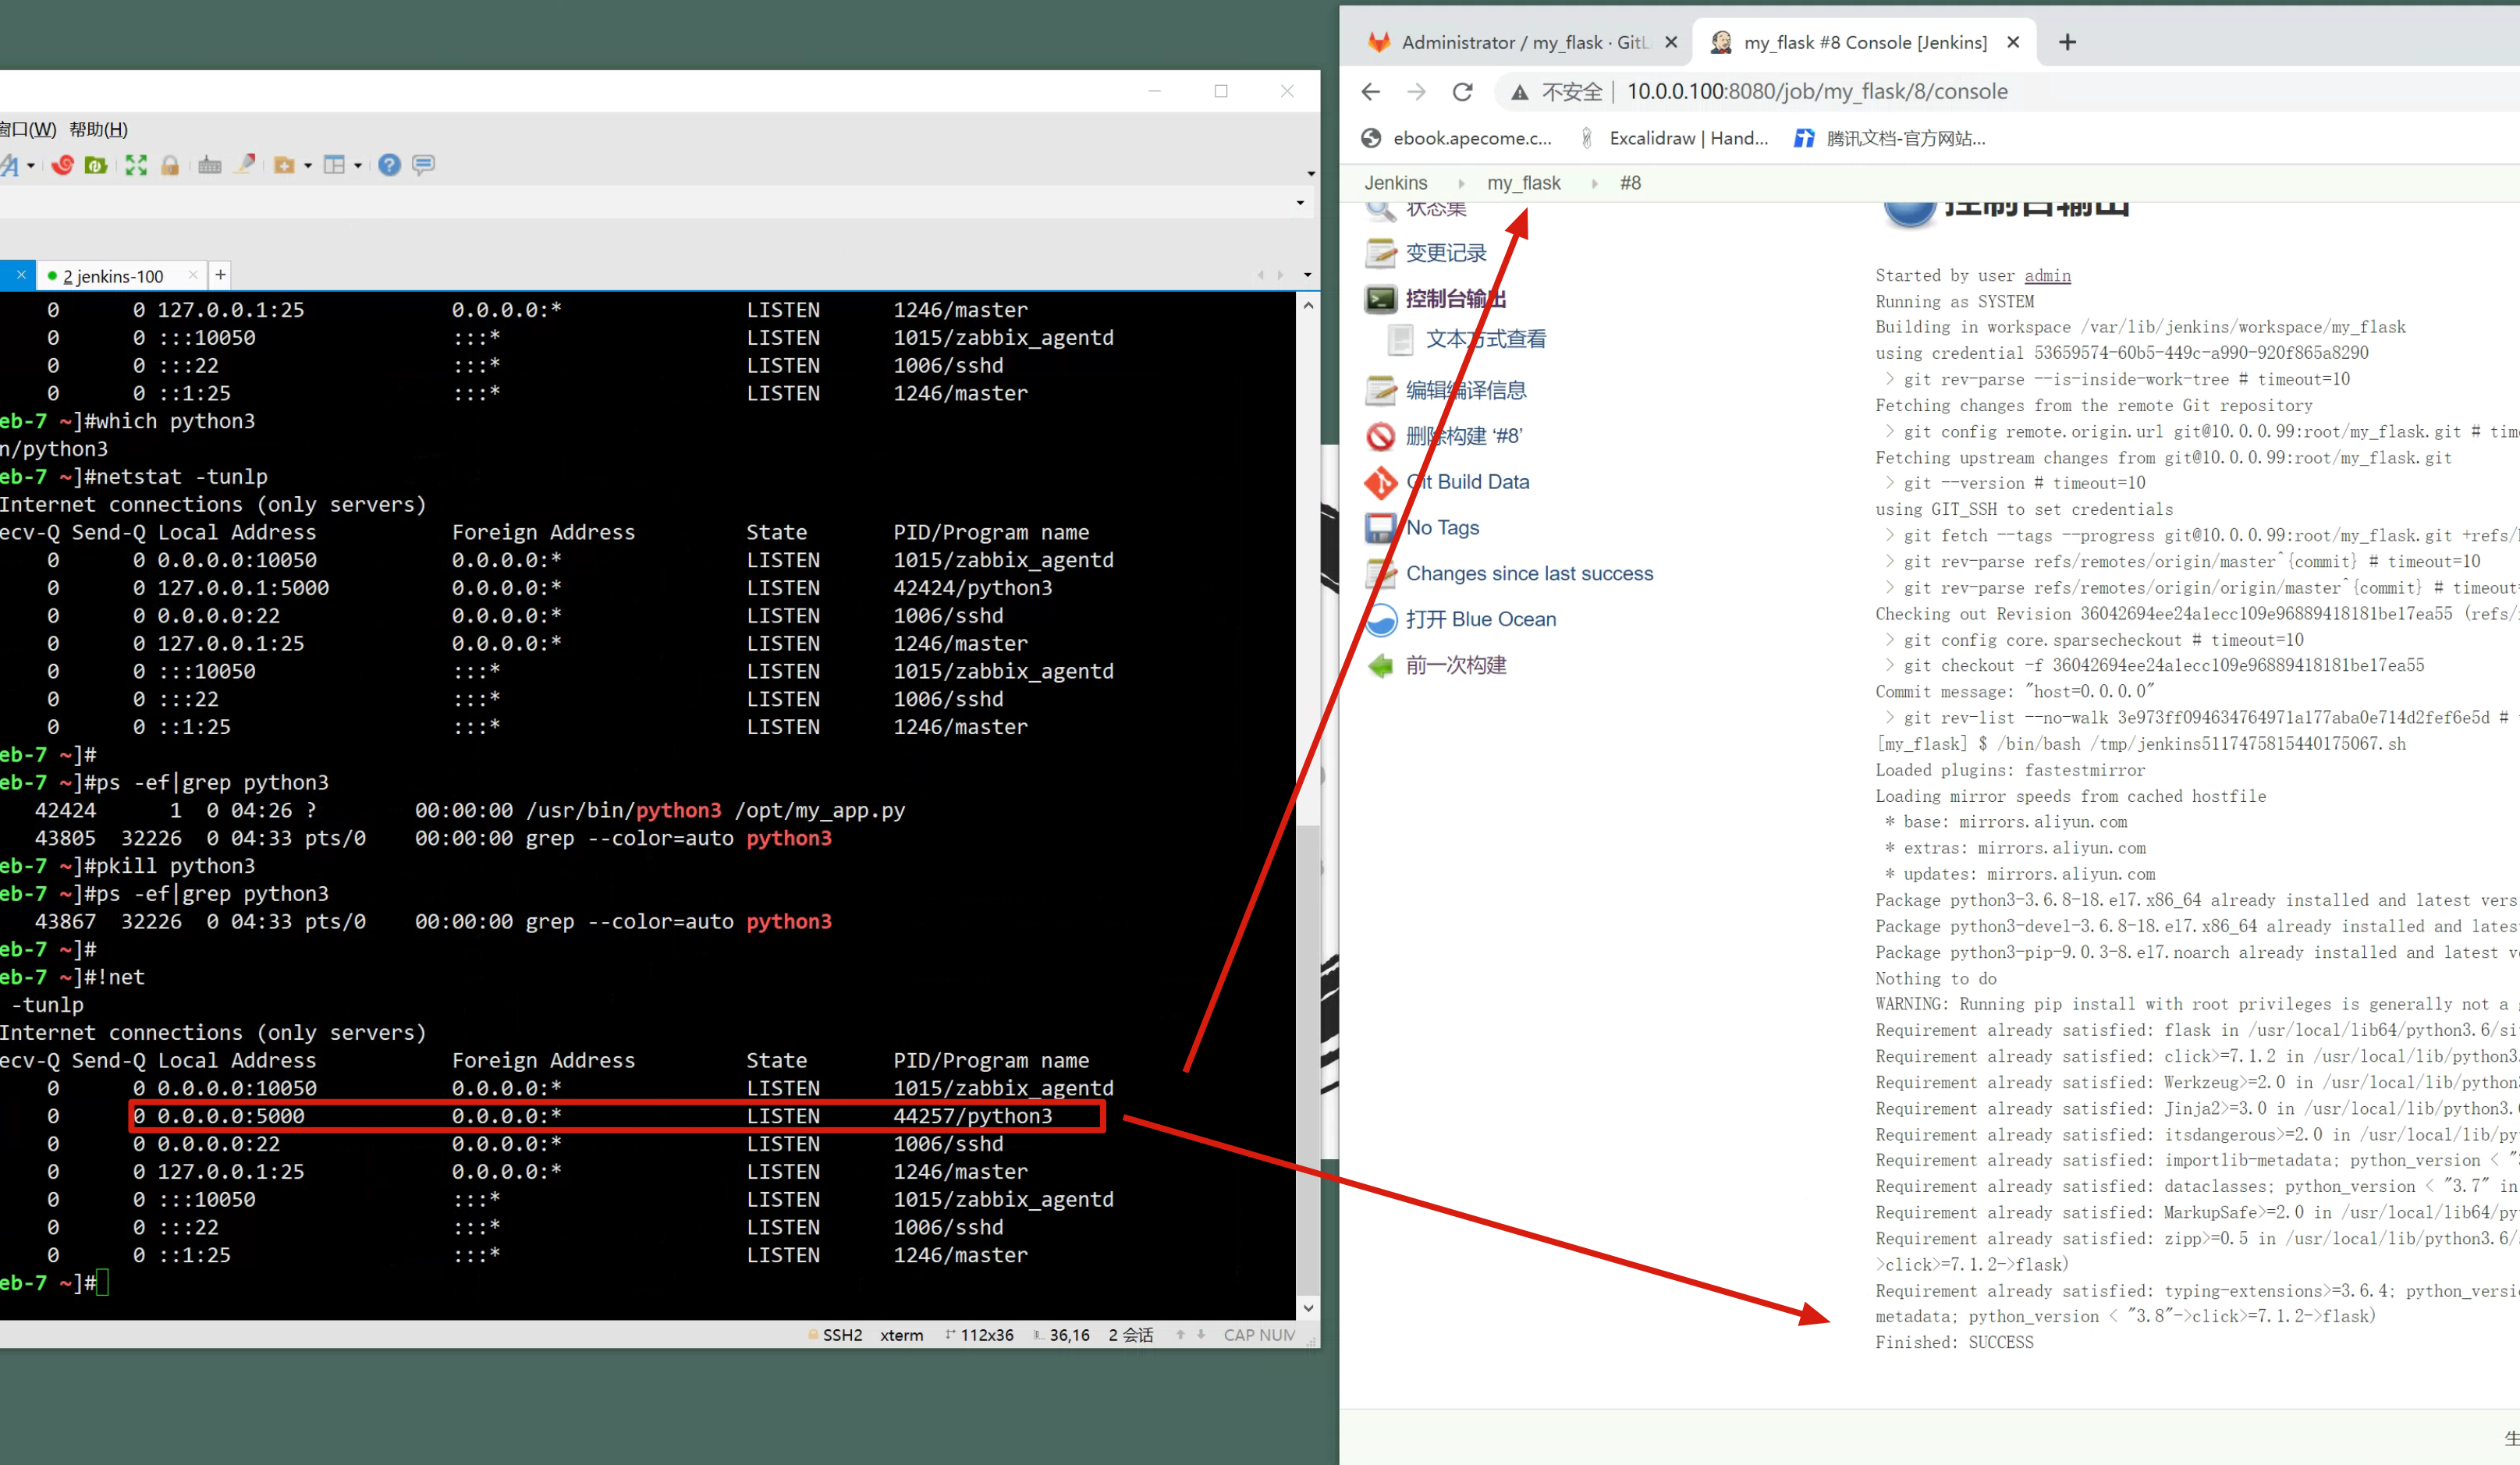 窗口(W) 帮助(H)
2 jenkins-100
0 0 127.0.0.1:25 0.0.0.0:* LISTEN 1246/master
0 0 :::10050 :::* LISTEN 1015/zabbix_agentd
0 0 :::22 :::* LISTEN 1006/sshd
0 0 ::1:25 :::* LISTEN 1246/master
eb-7 ~]#which python3
n/python3
eb-7 ~]#netstat -tunlp
Internet connections (only servers)
ecv-Q Send-Q Local Address Foreign Address State PID/Program name
0 0 0.0.0.0:10050 0.0.0.0:* LISTEN 1015/zabbix_agentd
0 0 127.0.0.1:5000 0.0.0.0:* LISTEN 42424/python3
0 0 0.0.0.0:22 0.0.0.0:* LISTEN 1006/sshd
0 0 127.0.0.1:25 0.0.0.0:* LISTEN 1246/master
0 0 :::10050 :::* LISTEN 1015/zabbix_agentd
0 0 :::22 :::* LISTEN 1006/sshd
0 0 ::1:25 :::* LISTEN 1246/master
eb-7 ~]#
eb-7 ~]#ps -ef|grep python3
42424 1 0 04:26 ? 00:00:00 /usr/bin/python3 /opt/my_app.py
43805 32226 0 04:33 pts/0 00:00:00 grep --color=auto python3
eb-7 ~]#pkill python3
eb-7 ~]#ps -ef|grep python3
43867 32226 0 04:33 pts/0 00:00:00 grep --color=auto python3
eb-7 ~]#
eb-7 ~]#!net
-tunlp
Internet connections (only servers)
ecv-Q Send-Q Local Address Foreign Address State PID/Program name
0 0 0.0.0.0:10050 0.0.0.0:* LISTEN 1015/zabbix_agentd
0 0 0.0.0.0:5000 0.0.0.0:* LISTEN 44257/python3
0 0 0.0.0.0:22 0.0.0.0:* LISTEN 1006/sshd
0 0 127.0.0.1:25 0.0.0.0:* LISTEN 1246/master
0 0 :::10050 :::* LISTEN 1015/zabbix_agentd
0 0 :::22 :::* LISTEN 1006/sshd
0 0 ::1:25 :::* LISTEN 1246/master
eb-7 ~]#
SSH2 xterm 112x36 36,16 2 会话 CAP NUM
Administrator / my_flask · GitL
my_flask #8 Console [Jenkins]
不安全 10.0.0.100:8080/job/my_flask/8/console
ebook.apecome.c... Excalidraw | Hand... 腾讯文档-官方网站...
Jenkins my_flask #8
状态集
变更记录
控制台输出
文本方式查看
编辑编译信息
删除构建 ‘#8’
Git Build Data
No Tags
Changes since last success
打开 Blue Ocean
前一次构建
控制台输出
Started by user admin
Running as SYSTEM
Building in workspace /var/lib/jenkins/workspace/my_flask
using credential 53659574-60b5-449c-a990-920f865a8290
> git rev-parse --is-inside-work-tree # timeout=10
Fetching changes from the remote Git repository
> git config remote.origin.url git@10.0.0.99:root/my_flask.git # tim
Fetching upstream changes from git@10.0.0.99:root/my_flask.git
> git --version # timeout=10
using GIT_SSH to set credentials
> git fetch --tags --progress git@10.0.0.99:root/my_flask.git +refs/
> git rev-parse refs/remotes/origin/master^{commit} # timeout=10
> git rev-parse refs/remotes/origin/origin/master^{commit} # timeout
Checking out Revision 36042694ee24a1ecc109e96889418181be17ea55 (refs/
> git config core.sparsecheckout # timeout=10
> git checkout -f 36042694ee24a1ecc109e96889418181be17ea55
Commit message: "host=0.0.0.0"
> git rev-list --no-walk 3e973ff094634764971a177aba0e714d2fef6e5d #
[my_flask] $ /bin/bash /tmp/jenkins5117475815440175067.sh
Loaded plugins: fastestmirror
Loading mirror speeds from cached hostfile
* base: mirrors.aliyun.com
* extras: mirrors.aliyun.com
* updates: mirrors.aliyun.com
Package python3-3.6.8-18.el7.x86_64 already installed and latest vers
Package python3-devel-3.6.8-18.el7.x86_64 already installed and lates
Package python3-pip-9.0.3-8.el7.noarch already installed and latest v
Nothing to do
WARNING: Running pip install with root privileges is generally not a
Requirement already satisfied: flask in /usr/local/lib64/python3.6/si
Requirement already satisfied: click>=7.1.2 in /usr/local/lib/python3.
Requirement already satisfied: Werkzeug>=2.0 in /usr/local/lib/python
Requirement already satisfied: Jinja2>=3.0 in /usr/local/lib/python3.
Requirement already satisfied: itsdangerous>=2.0 in /usr/local/lib/py
Requirement already satisfied: importlib-metadata; python_version < "
Requirement already satisfied: dataclasses; python_version < "3.7" in
Requirement already satisfied: MarkupSafe>=2.0 in /usr/local/lib64/py
Requirement already satisfied: zipp>=0.5 in /usr/local/lib/python3.6/
>click>=7.1.2->flask)
Requirement already satisfied: typing-extensions>=3.6.4; python_versi
metadata; python_version < "3.8"->click>=7.1.2->flask)
Finished: SUCCESS
生